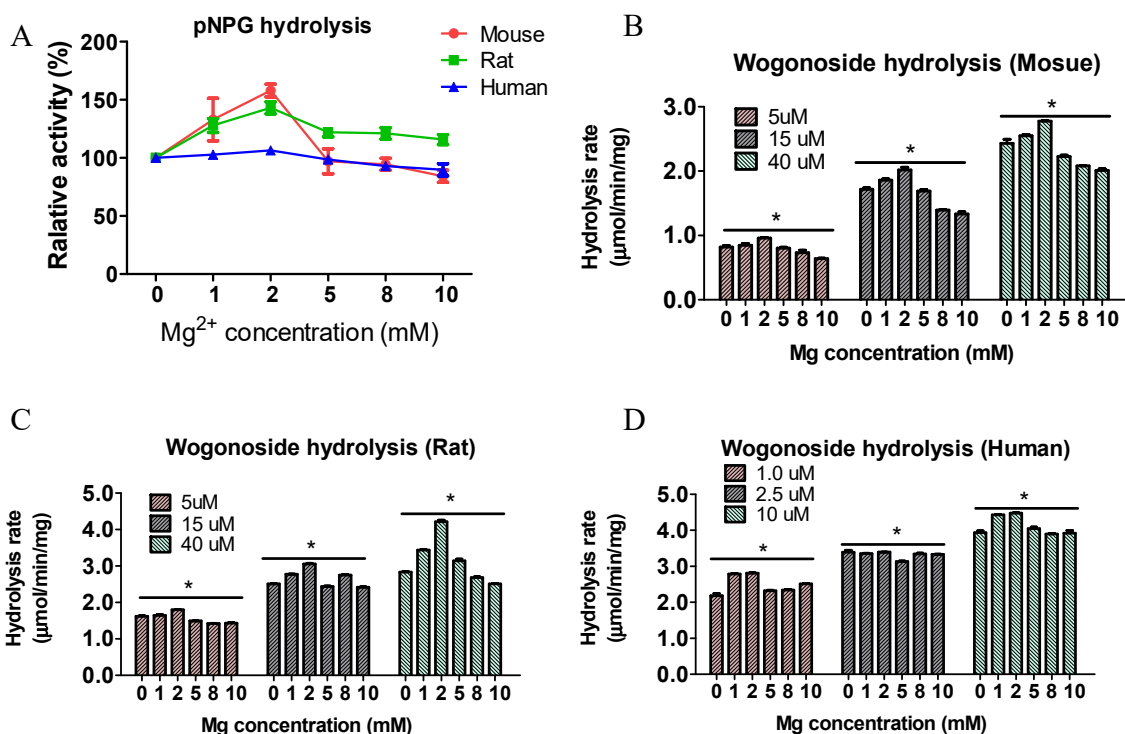 A
pNPG hydrolysis
Mouse
Rat
Human
Ralative activity (%)
200
150
100
50
0
0 1 2 5 8 10
Mg²⁺ concentration (mM)
B
Wogonoside hydrolysis (Mosue)
5uM
15 uM
40 uM
* * *
Hydrolysis rate
(μmol/min/mg)
3.0
2.0
1.0
0.0
0 1 2 5 8 10 0 1 2 5 8 10 0 1 2 5 8 10
Mg concentration (mM)
C
Wogonoside hydrolysis (Rat)
5uM
15 uM
40 uM
* * *
Hydrolysis rate
(μmol/min/mg)
5.0
4.0
3.0
2.0
1.0
0.0
0 1 2 5 8 10 0 1 2 5 8 10 0 1 2 5 8 10
Mg concentration (mM)
D
Wogonoside hydrolysis (Human)
1.0 uM
2.5 uM
10 uM
* * *
Hydrolysis rate
(μmol/min/mg)
5.0
4.0
3.0
2.0
1.0
0.0
0 1 2 5 8 10 0 1 2 5 8 10 0 1 2 5 8 10
Mg concentration (mM)